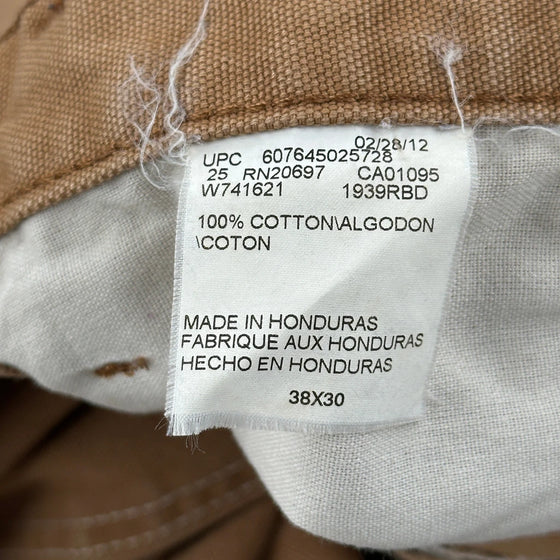 02/28/12
UPC 607645025728
25 RN20697 CA01095
W741621 1939RBD
100% COTTON\ALGODON
\COTON
MADE IN HONDURAS
FABRIQUE AUX HONDURAS
HECHO EN HONDURAS
38X30